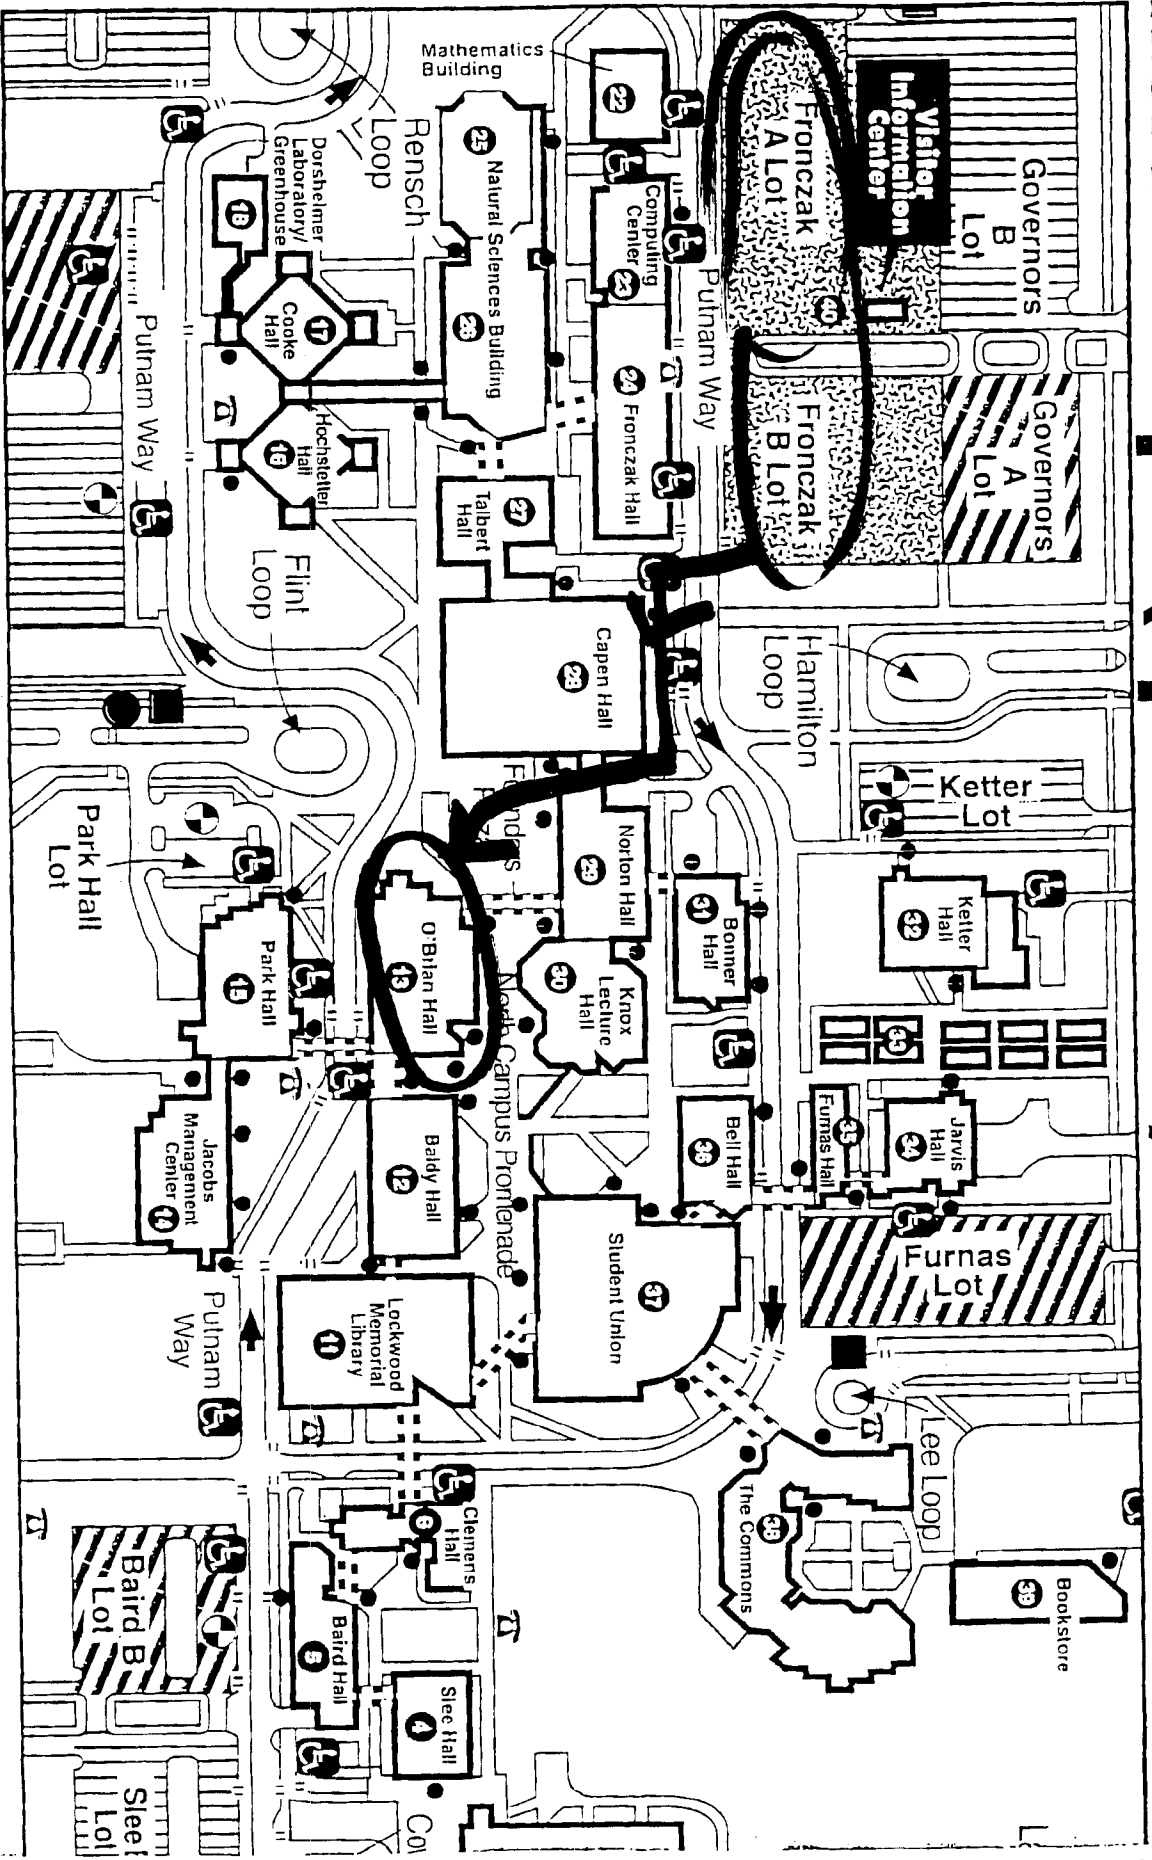 Mathematics
Building
22
Visitor
Information
Center
Governors
B
Lot
Fronczak
A Lot
40
Rensch
Loop
25
Natural Sciences Building
26
Computing
Center
23
Putnam Way
Dorsheimer
Laboratory/
Greenhouse
18
Cooke
Hall
17
24
Fronczak Hall
Fronczak
B Lot
Governors
A
Lot
Putnam Way
Hochstetter
Hall
16
27
Talbert
Hall
Flint
Loop
Capen Hall
28
Hamilton
Loop
Ketter
Lot
Park Hall
Lot
Founders
Norton Hall
29
31
Bonner
Hall
Ketter
Hall
32
Park Hall
15
O'Brian Hall
13
North Campus Promenade
30
Knox
Lecture
Hall
33
Jacobs
Management
Center
14
Baldy Hall
12
Bell Hall
36
35
Furnas Hall
Jarvis
Hall
34
Furnas
Lot
Student Union
37
Putnam
Way
Lockwood
Memorial
Library
11
Lee Loop
The Commons
Bookstore
Clemens
Hall
6
Baird B
Lot
Baird Hall
5
Slee Hall
4
Lot